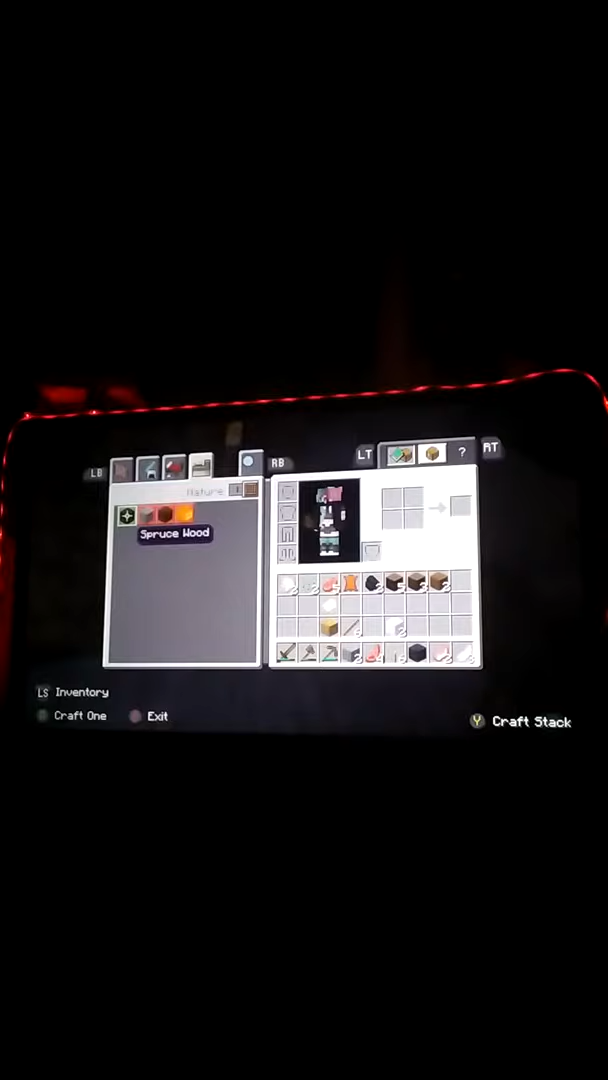 LB
RB
LT
?
RT
Nature
Spruce Wood
LS Inventory
Craft One
Exit
Y Craft Stack